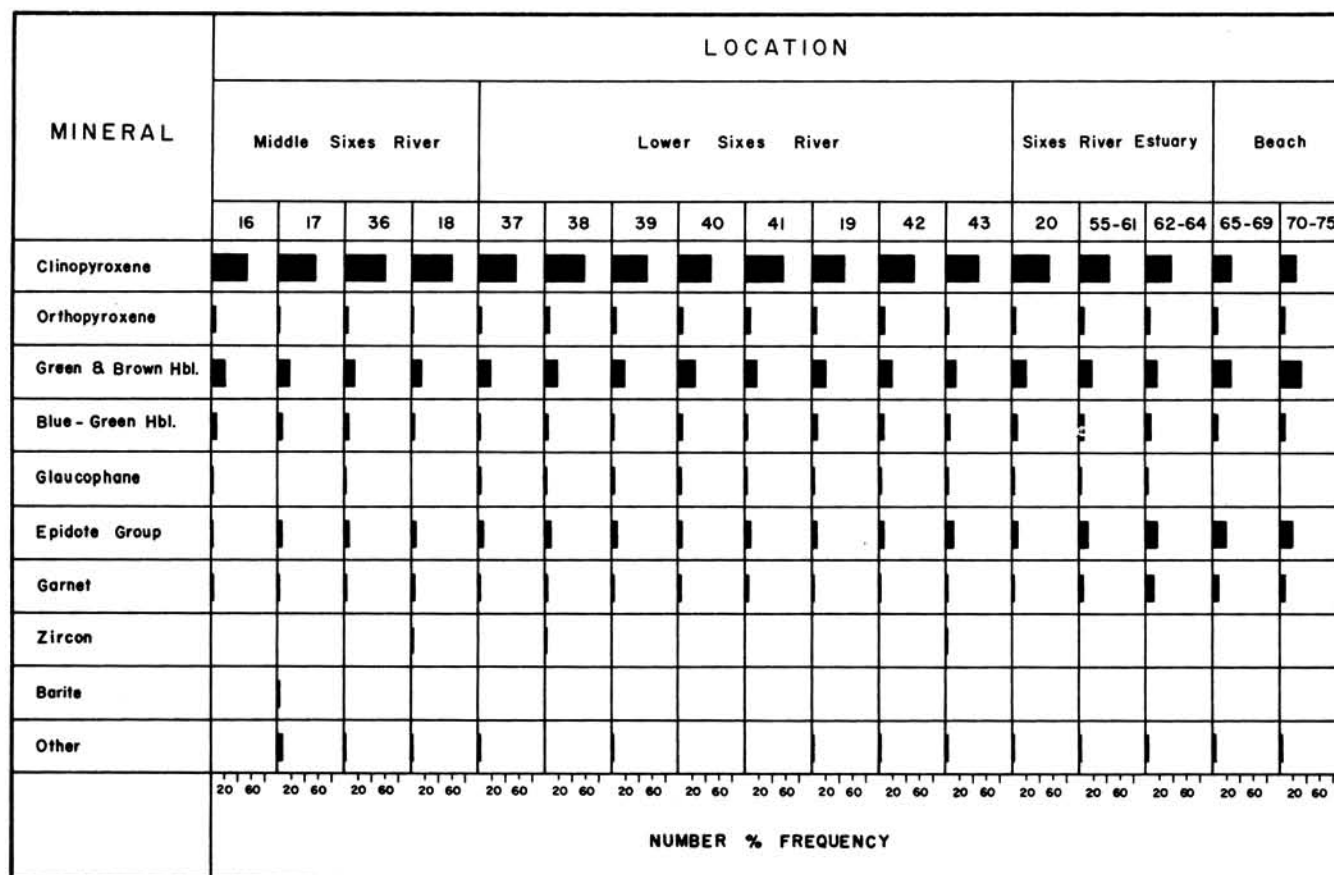 LOCATION
MINERAL
Middle Sixes River Lower Sixes River Sixes River Estuary Beach
16 17 36 18 37 38 39 40 41 19 42 43 20 55-61 62-64 65-69 70-75
Clinopyroxene
Orthopyroxene
Green & Brown Hbl.
Blue-Green Hbl.
Glaucophane
Epidote Group
Garnet
Zircon
Barite
Other
20 60 20 60 20 60 20 60 20 60 20 60 20 60 20 60 20 60 20 60 20 60 20 60 20 60 20 60 20 60 20 60 20 60
NUMBER % FREQUENCY